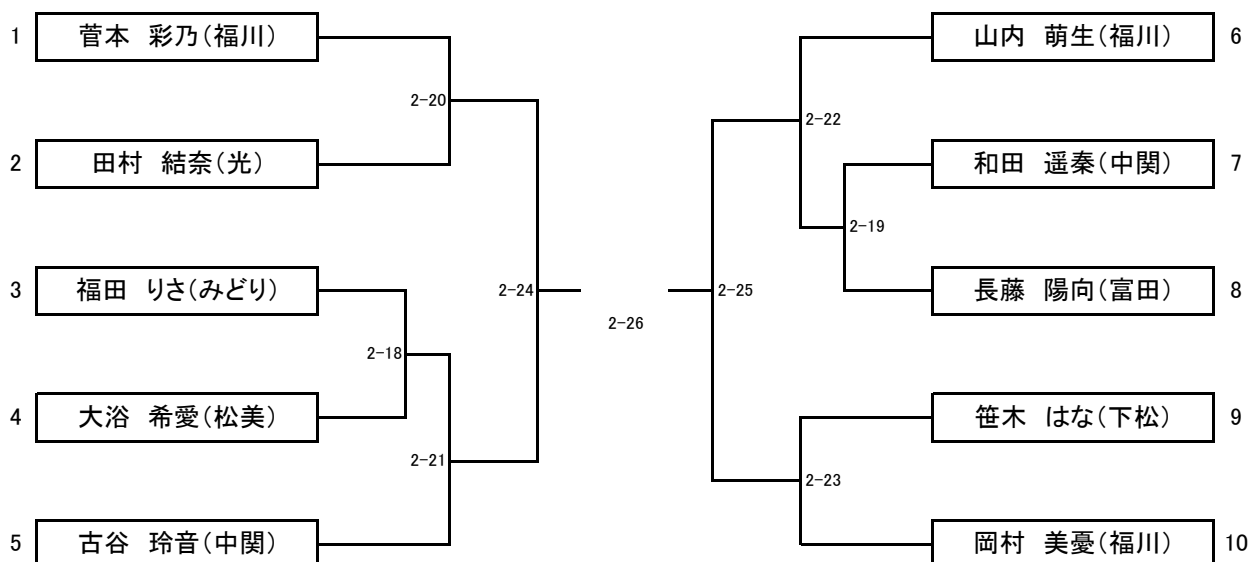 1 菅本 彩乃(福川)
山内 萌生(福川) 6
2-20
2-22
2 田村 結奈(光)
和田 遥秦(中関) 7
2-19
3 福田 りさ(みどり)
2-24
2-25
長藤 陽向(富田) 8
2-26
2-18
4 大浴 希愛(松美)
笹木 はな(下松) 9
2-21
2-23
5 古谷 玲音(中関)
岡村 美憂(福川) 10